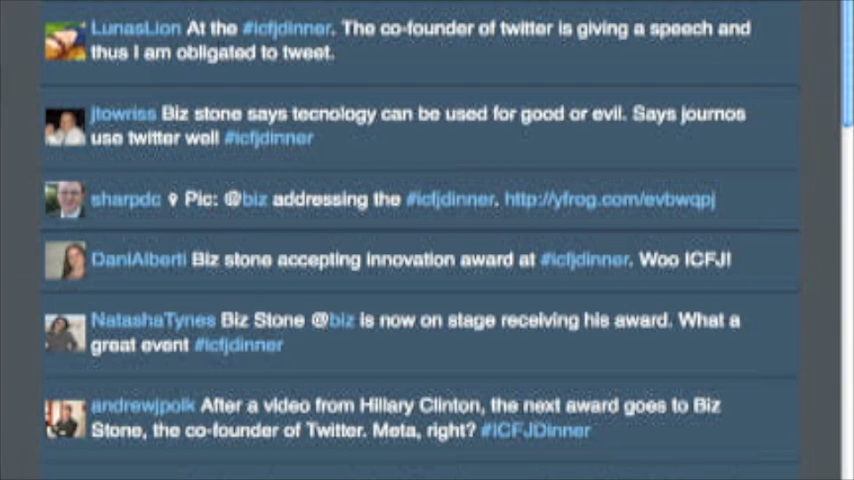 LunasLion At the #icfjdinner. The co-founder of twitter is giving a speech and
thus I am obligated to tweet.
jtowriss Biz stone says tecnology can be used for good or evil. Says journos
use twitter well #icfjdinner
sharpdc Pic: @biz addressing the #icfjdinner. http://yfrog.com/evbwqpj
DaniAlberti Biz stone accepting innovation award at #icfjdinner. Woo ICFJ!
NatashaTynes Biz Stone @biz is now on stage receiving his award. What a
great event #icfjdinner
andrewjpolk After a video from Hillary Clinton, the next award goes to Biz
Stone, the co-founder of Twitter. Meta, right? #ICFJDinner